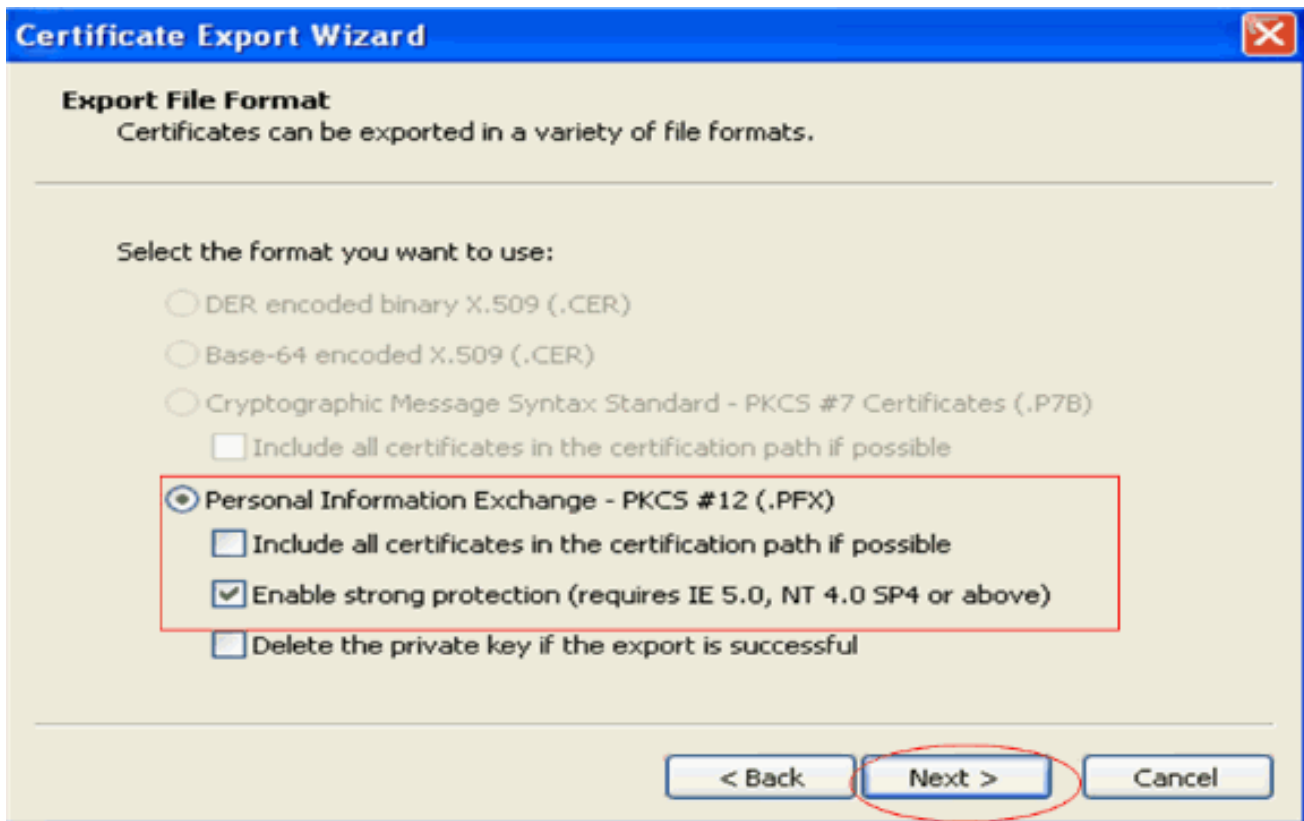 Certificate Export Wizard
Export File Format
Certificates can be exported in a variety of file formats.
Select the format you want to use:
DER encoded binary X.509 (.CER)
Base-64 encoded X.509 (.CER)
Cryptographic Message Syntax Standard - PKCS #7 Certificates (.P7B)
Include all certificates in the certification path if possible
Personal Information Exchange - PKCS #12 (.PFX)
Include all certificates in the certification path if possible
Enable strong protection (requires IE 5.0, NT 4.0 SP4 or above)
Delete the private key if the export is successful
< Back Next > Cancel